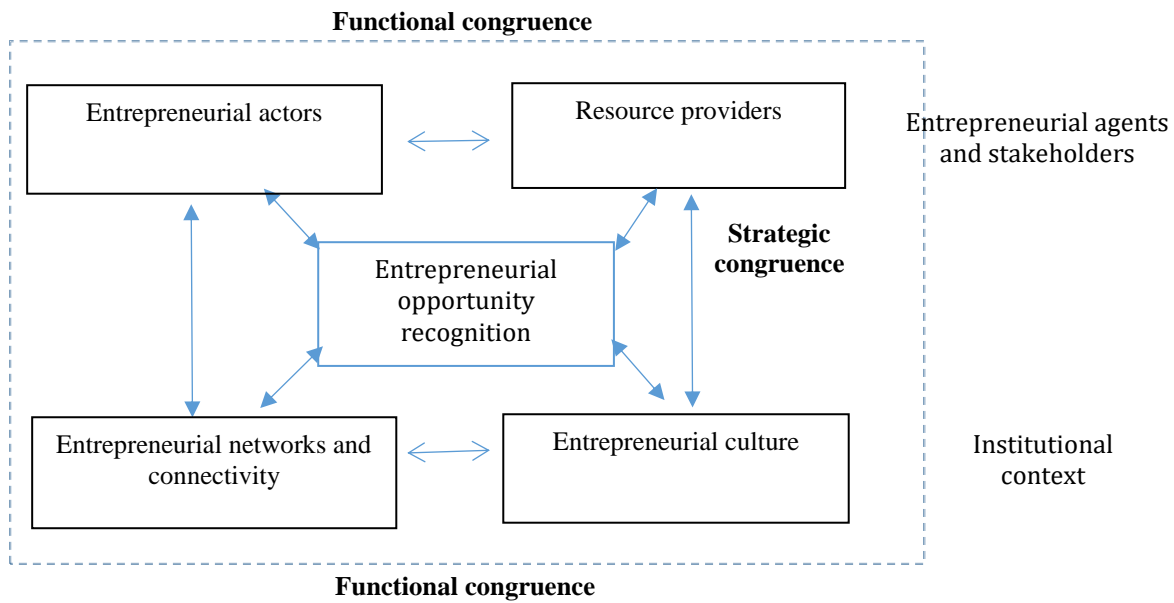 Functional congruence
Entrepreneurial actors
Resource providers
Entrepreneurial agents
and stakeholders
Strategic
congruence
Entrepreneurial
opportunity
recognition
Entrepreneurial networks and
connectivity
Entrepreneurial culture
Institutional
context
Functional congruence